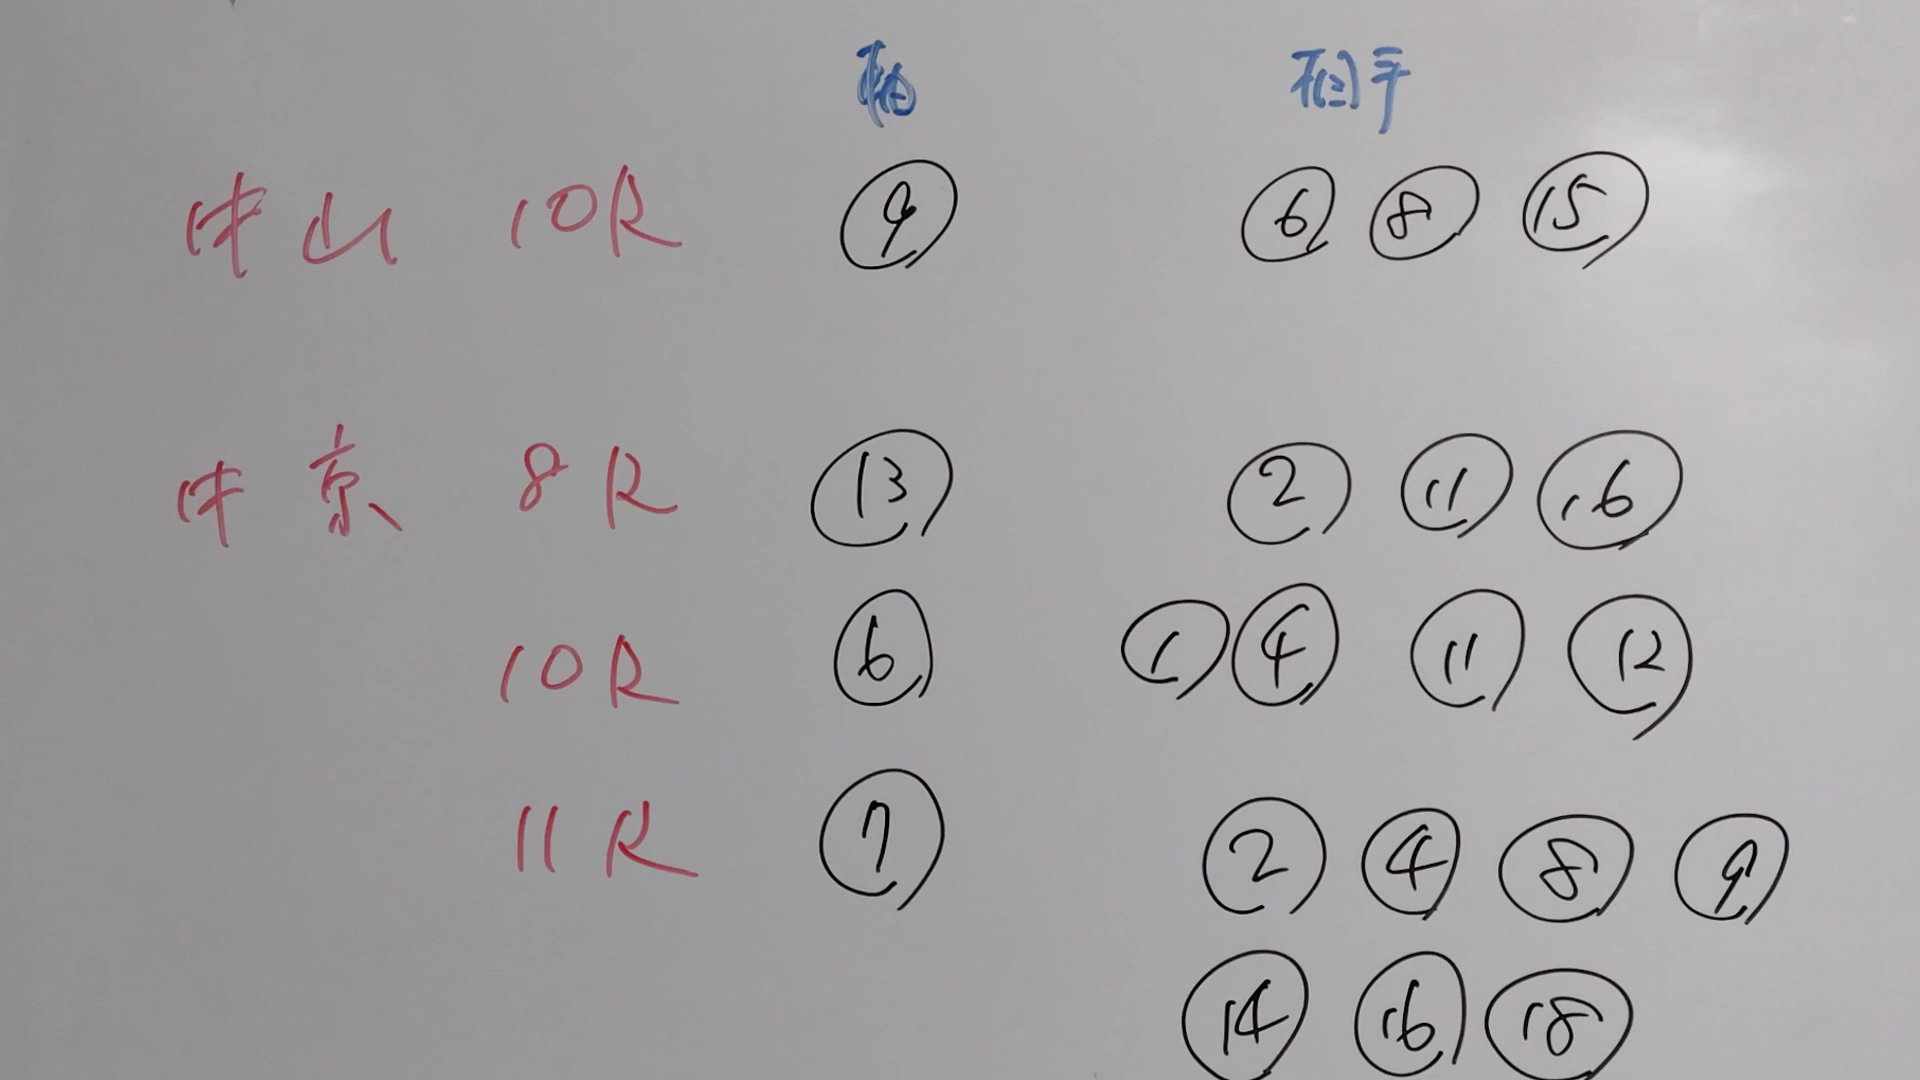 軸 相手
中山 10R ⑨ ⑥ ⑧ ⑮
中京 8R ⑬ ② ⑪ ⑯
10R ⑥ ① ④ ⑪ ⑫
11R ⑦ ② ④ ⑧ ⑨
⑭ ⑯ ⑱